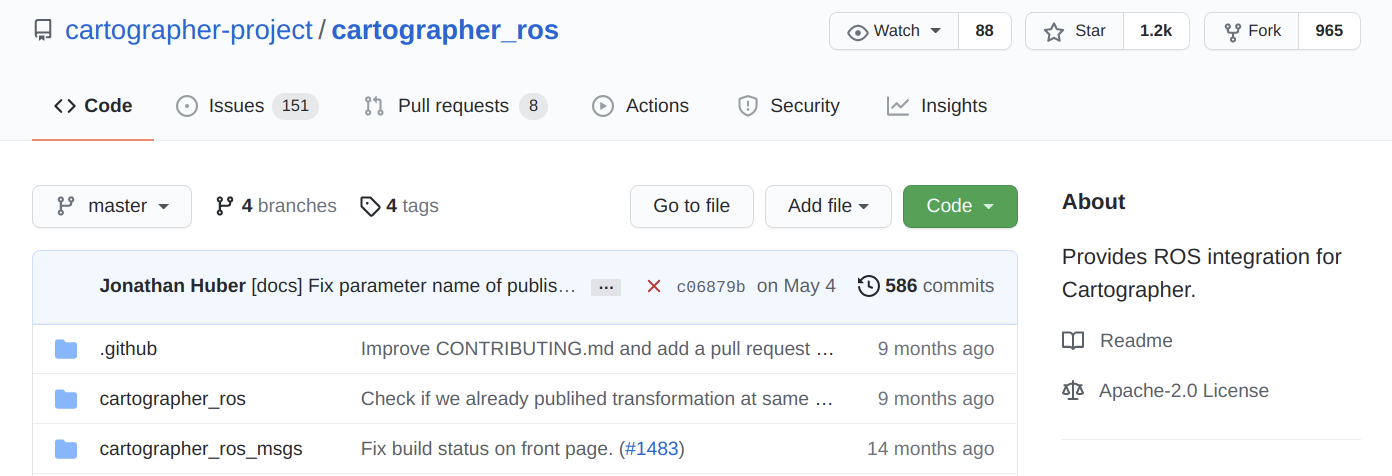 cartographer-project / cartographer_ros Watch 88 Star 1.2k Fork 965
Code Issues 151 Pull requests 8 Actions Security Insights
master 4 branches 4 tags Go to file Add file Code
About
Provides ROS integration for
Cartographer.
Readme
Apache-2.0 License
Jonathan Huber [docs] Fix parameter name of publis… ... c06879b on May 4 586 commits
.github Improve CONTRIBUTING.md and add a pull request … 9 months ago
cartographer_ros Check if we already publihed transformation at same … 9 months ago
cartographer_ros_msgs Fix build status on front page. (#1483) 14 months ago